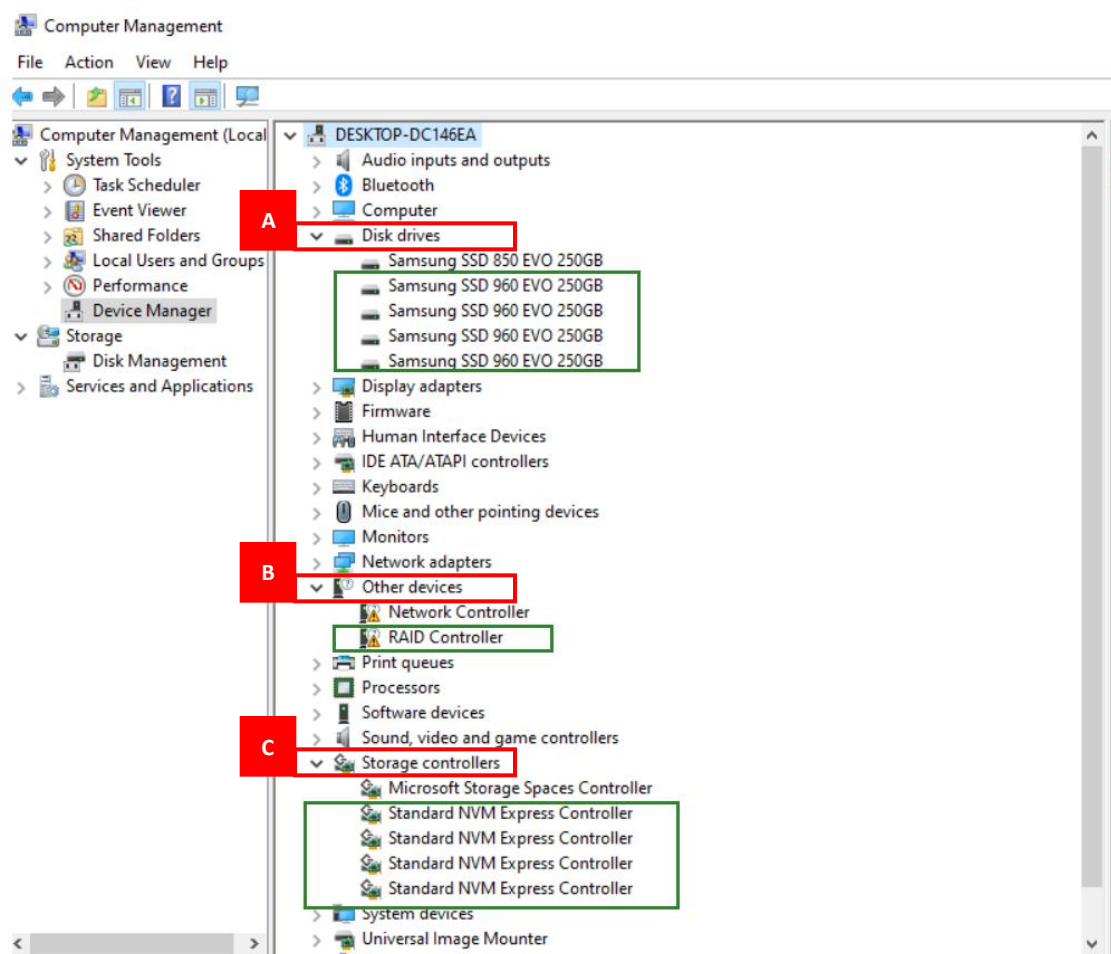 Computer Management
File Action View Help
Computer Management (Local
System Tools
Task Scheduler
Event Viewer
Shared Folders
Local Users and Groups
Performance
Device Manager
Storage
Disk Management
Services and Applications
DESKTOP-DC146EA
Audio inputs and outputs
Bluetooth
Computer
A
Disk drives
Samsung SSD 850 EVO 250GB
Samsung SSD 960 EVO 250GB
Samsung SSD 960 EVO 250GB
Samsung SSD 960 EVO 250GB
Samsung SSD 960 EVO 250GB
Display adapters
Firmware
Human Interface Devices
IDE ATA/ATAPI controllers
Keyboards
Mice and other pointing devices
Monitors
Network adapters
B
Other devices
Network Controller
RAID Controller
Print queues
Processors
Software devices
Sound, video and game controllers
C
Storage controllers
Microsoft Storage Spaces Controller
Standard NVM Express Controller
Standard NVM Express Controller
Standard NVM Express Controller
Standard NVM Express Controller
System devices
Universal Image Mounter